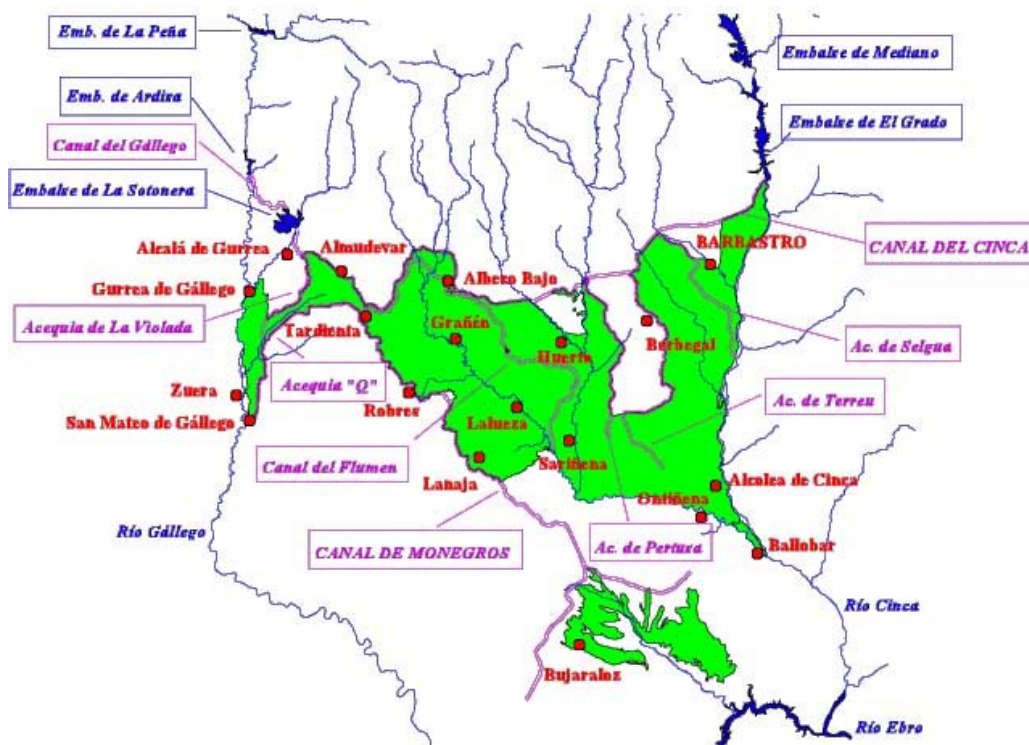 Emb. de La Peña
Embalse de Mediano
Emb. de Ardisa
Embalse de El Grado
Canal del Gállego
Embalse de La Sotonera
Alcalá de Gurrea
Almudevar
BARBASTRO
CANAL DEL CINCA
Gurrea de Gállego
Albero Bajo
Acequia de La Violada
Tardienta
Grañén
Huerto
Berbegal
Ac. de Selgua
Zuera
Acequia "Q"
Robres
Lalueza
Ac. de Terreu
San Mateo de Gállego
Canal del Flumen
Sariñena
Lanaja
Alcolea de Cinca
Ontiñena
Río Gállego
CANAL DE MONEGROS
Ac. de Pertusa
Ballobar
Río Cinca
Bujaraloz
Río Ebro